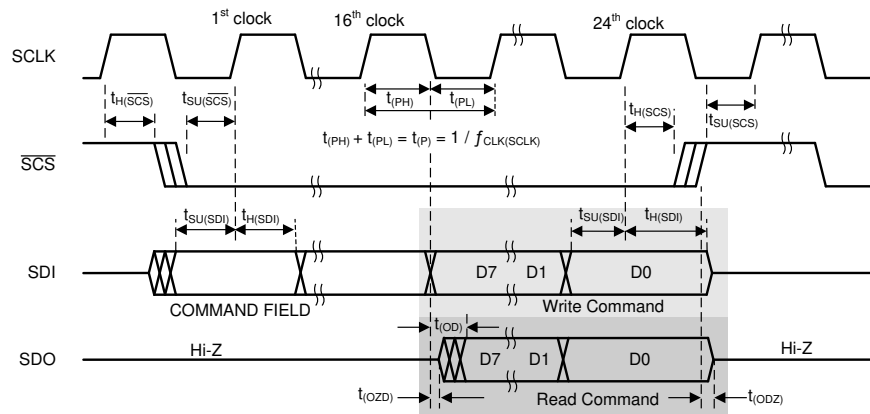 1st clock 16th clock 24th clock
SCLK
tH(SCS) tSU(SCS) t(PH) t(PL) tH(SCS) tSU(SCS)
t(PH) + t(PL) = t(P) = 1 / fCLK(SCLK)
SCS
tSU(SDI) tH(SDI) tSU(SDI) tH(SDI)
SDI D7 D1 D0
COMMAND FIELD Write Command
t(OD)
SDO Hi-Z D7 D1 D0 Hi-Z
t(OZD) Read Command t(ODZ)